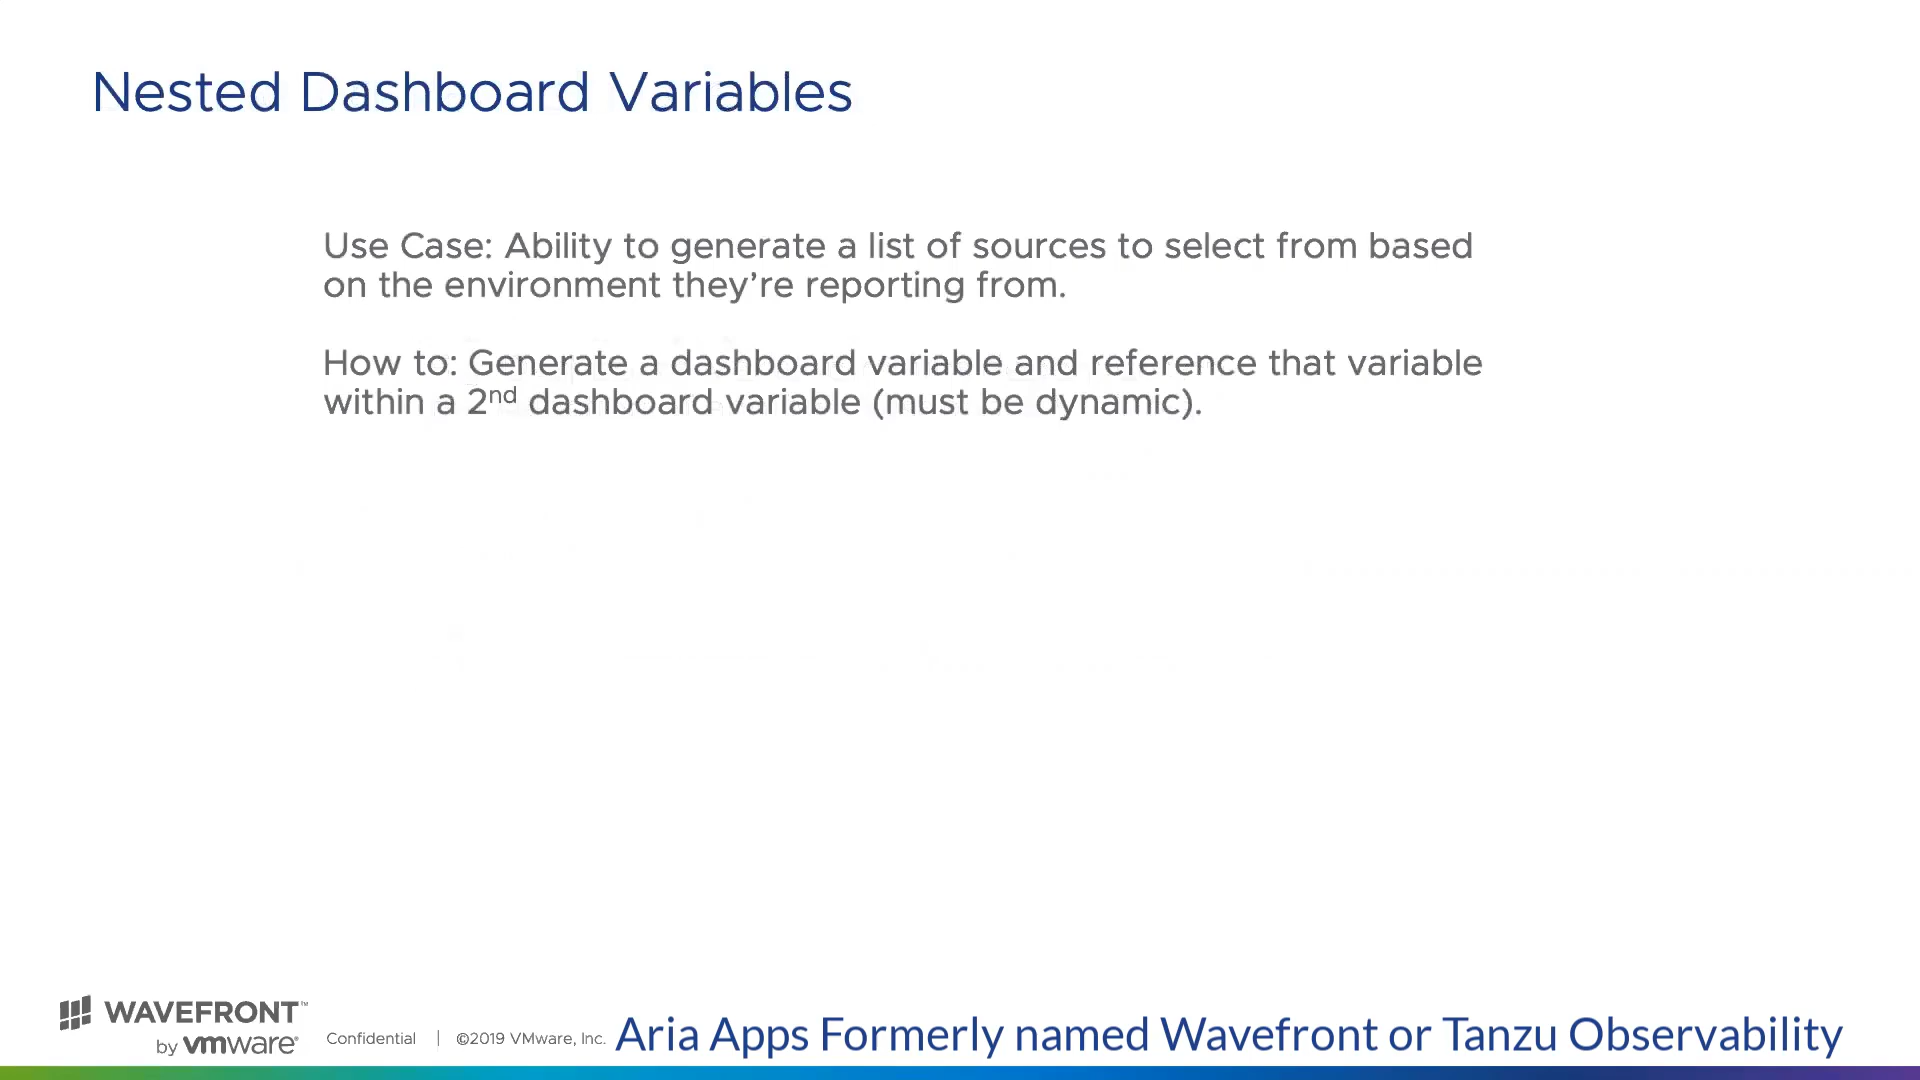 Nested Dashboard Variables
Use Case: Ability to generate a list of sources to select from based
on the environment they’re reporting from.
How to: Generate a dashboard variable and reference that variable
within a 2nd dashboard variable (must be dynamic).
WAVEFRONT™
by vmware®
Confidential | ©2019 VMware, Inc.
Aria Apps Formerly named Wavefront or Tanzu Observability